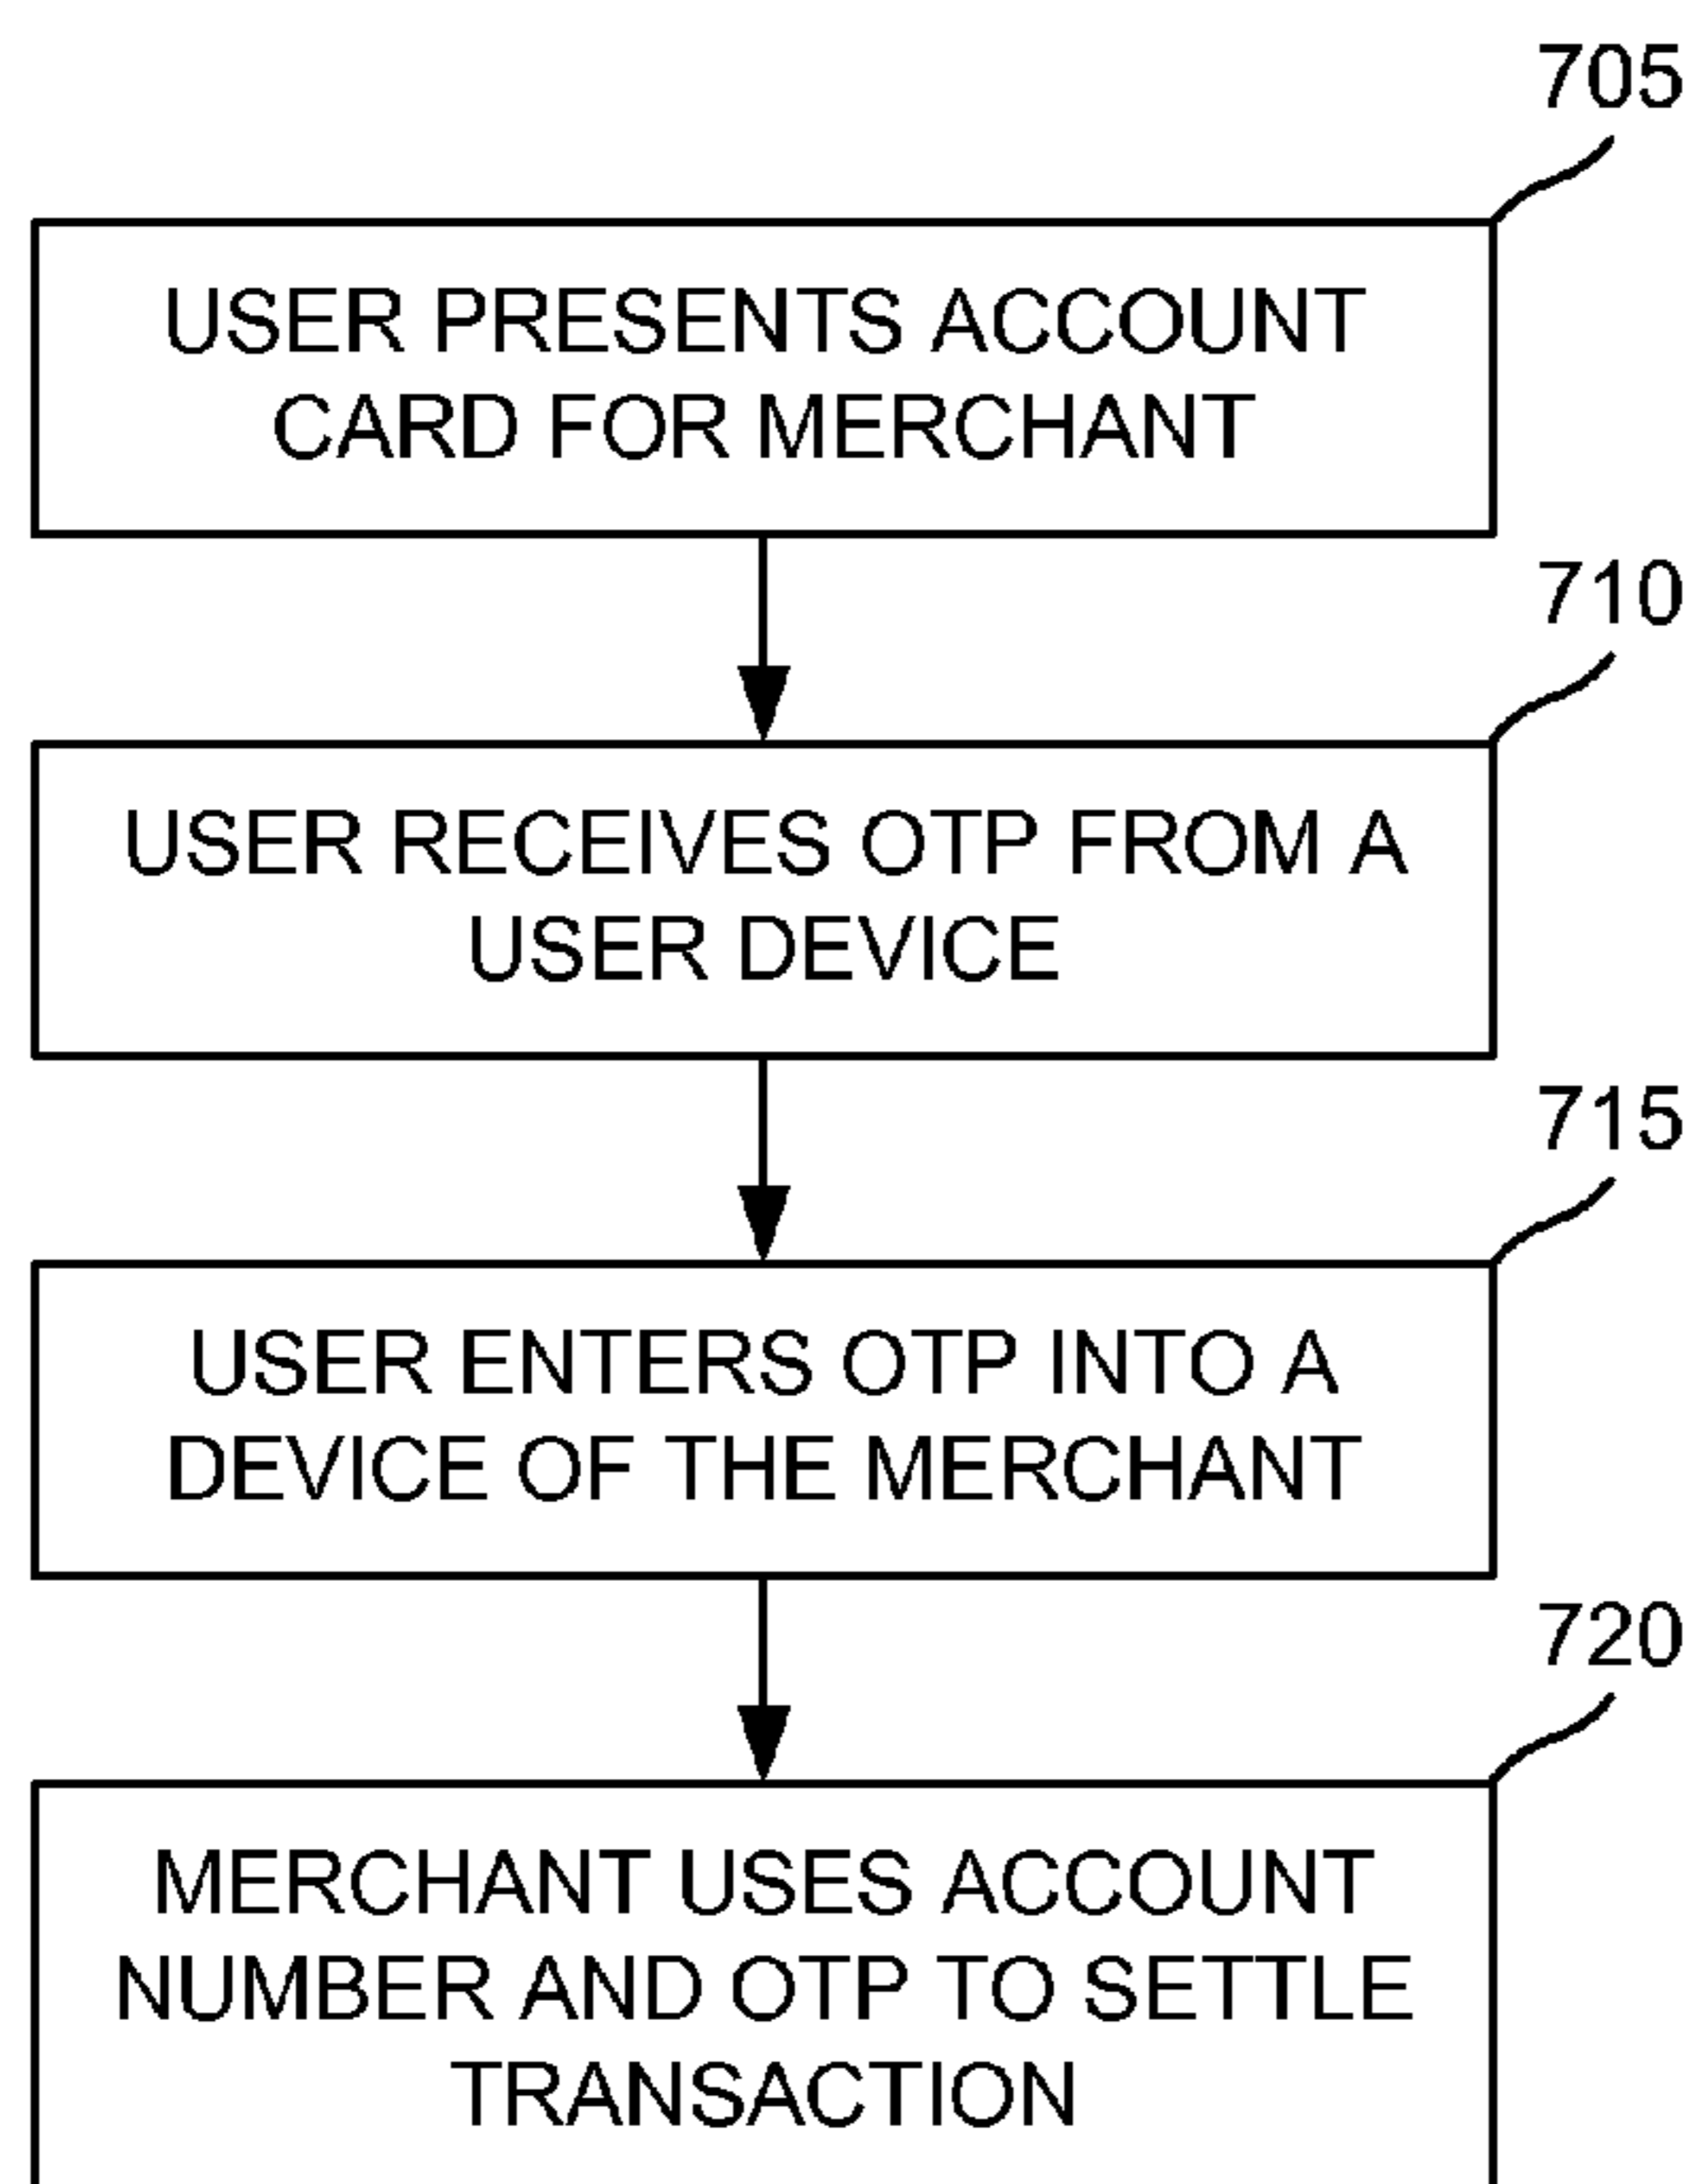 705
USER PRESENTS ACCOUNT
CARD FOR MERCHANT
710
USER RECEIVES OTP FROM A
USER DEVICE
715
USER ENTERS OTP INTO A
DEVICE OF THE MERCHANT
720
MERCHANT USES ACCOUNT
NUMBER AND OTP TO SETTLE
TRANSACTION